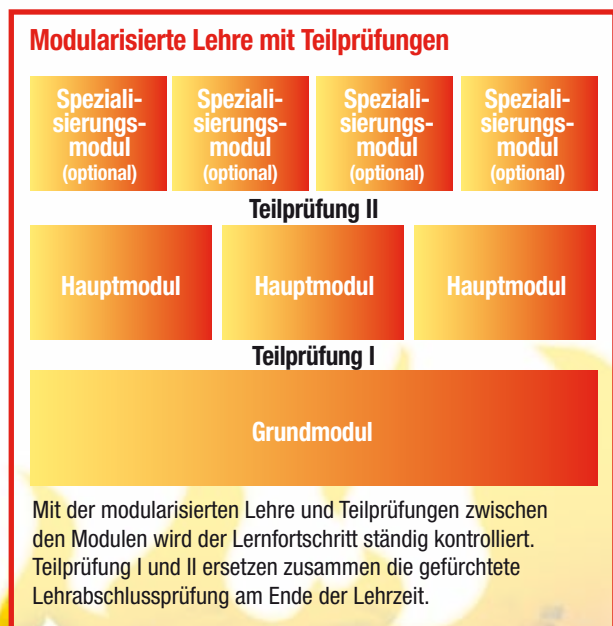 Modularisierte Lehre mit Teilprüfungen
Speziali-
sierungs-
modul
(optional)
Speziali-
sierungs-
modul
(optional)
Speziali-
sierungs-
modul
(optional)
Speziali-
sierungs-
modul
(optional)
Teilprüfung II
Hauptmodul
Hauptmodul
Hauptmodul
Teilprüfung I
Grundmodul
Mit der modularisierten Lehre und Teilprüfungen zwischen
den Modulen wird der Lernfortschritt ständig kontrolliert.
Teilprüfung I und II ersetzen zusammen die gefürchtete
Lehrabschlussprüfung am Ende der Lehrzeit.